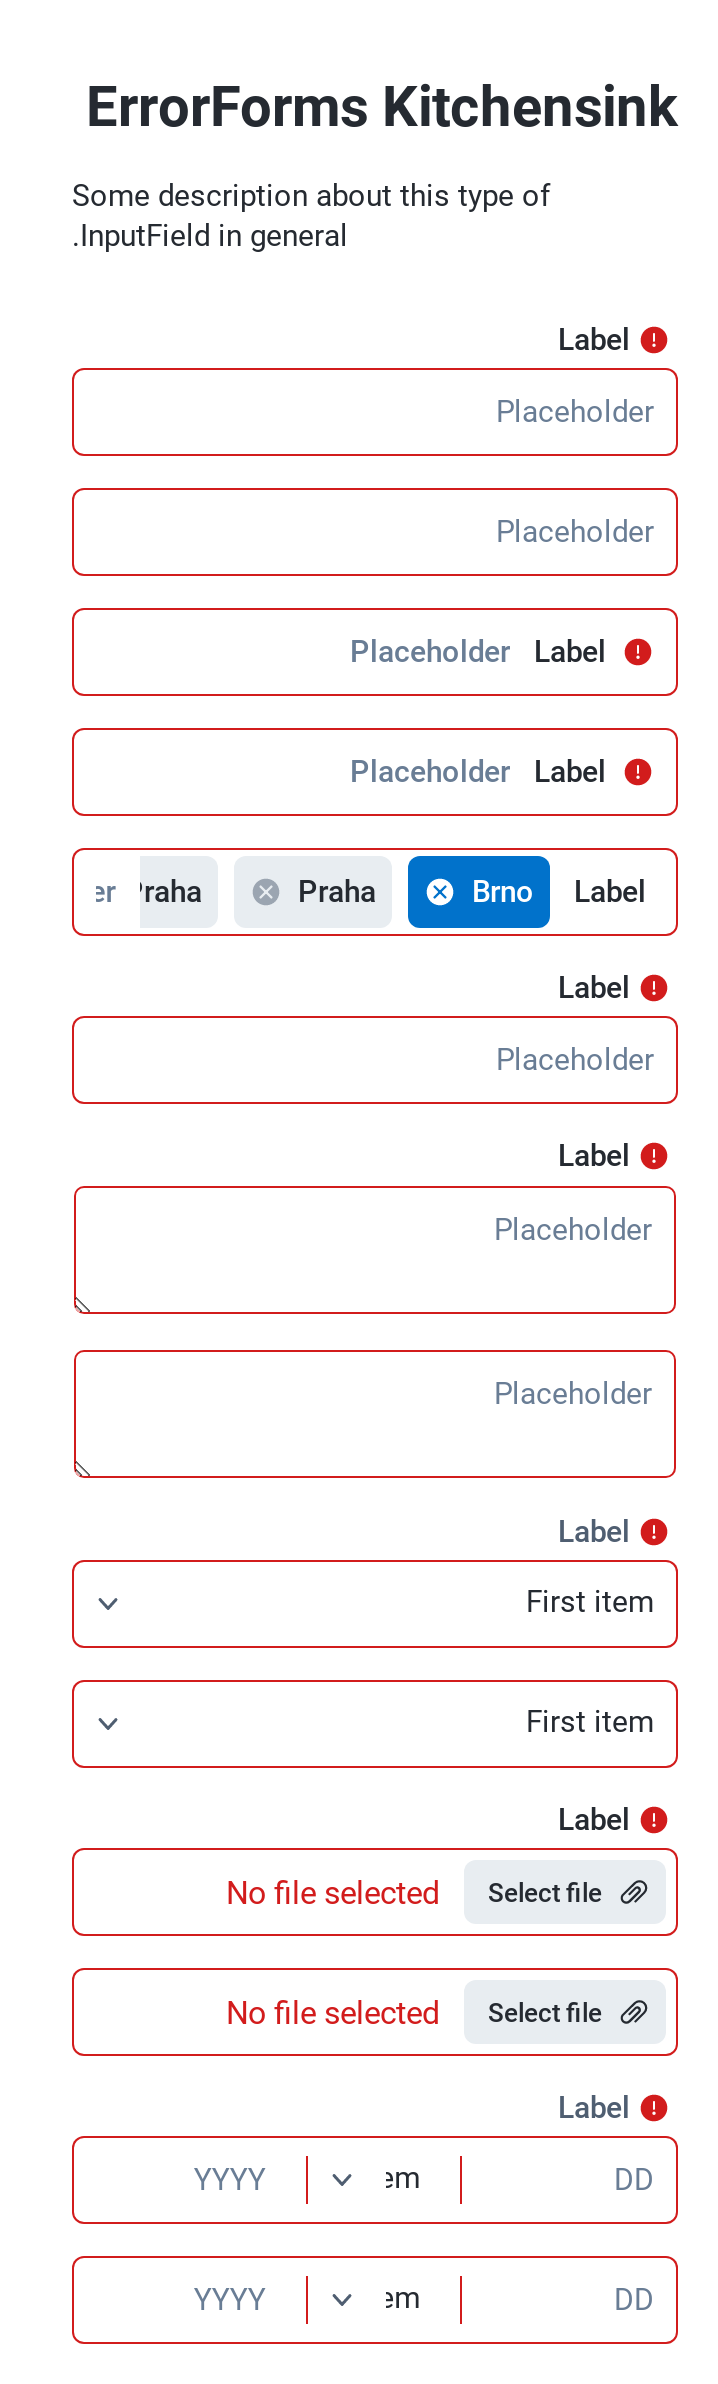 ErrorForms Kitchensink
Some description about this type of
.InputField in general
Label
Placeholder
Placeholder
Label Placeholder
Label Placeholder
Label Brno Praha raha er
Label
Placeholder
Label
Placeholder
Placeholder
Label
First item
First item
Label
Select file No file selected
Select file No file selected
Label
DD em YYYY
DD em YYYY